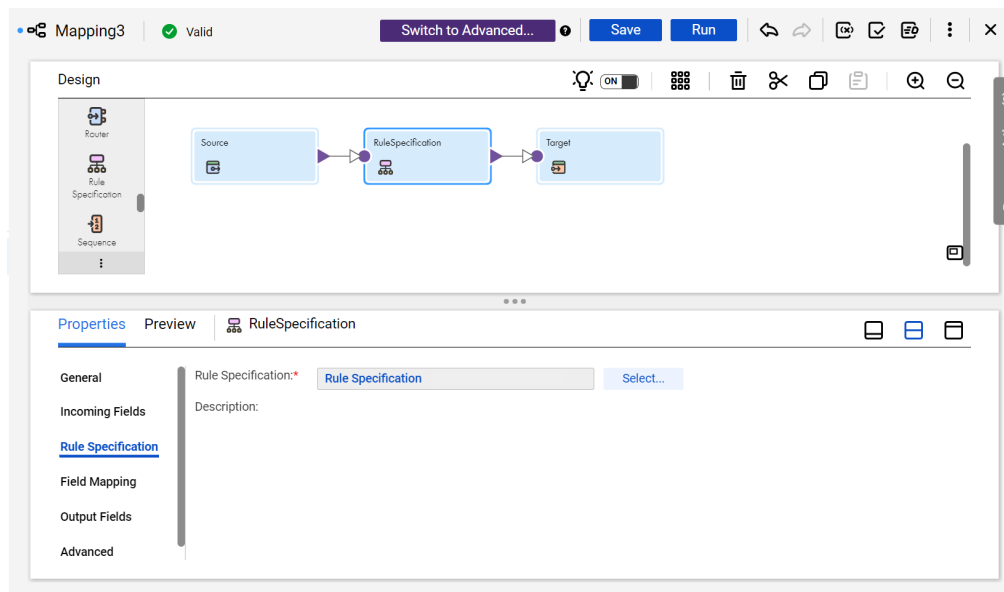 Mapping3
Valid
Switch to Advanced...
?
Save
Run
Design
ON
Router
Rule
Specification
Sequence
Source
RuleSpecification
Target
Properties
Preview
RuleSpecification
General
Incoming Fields
Rule Specification
Field Mapping
Output Fields
Advanced
Rule Specification:*
Rule Specification
Select...
Description: